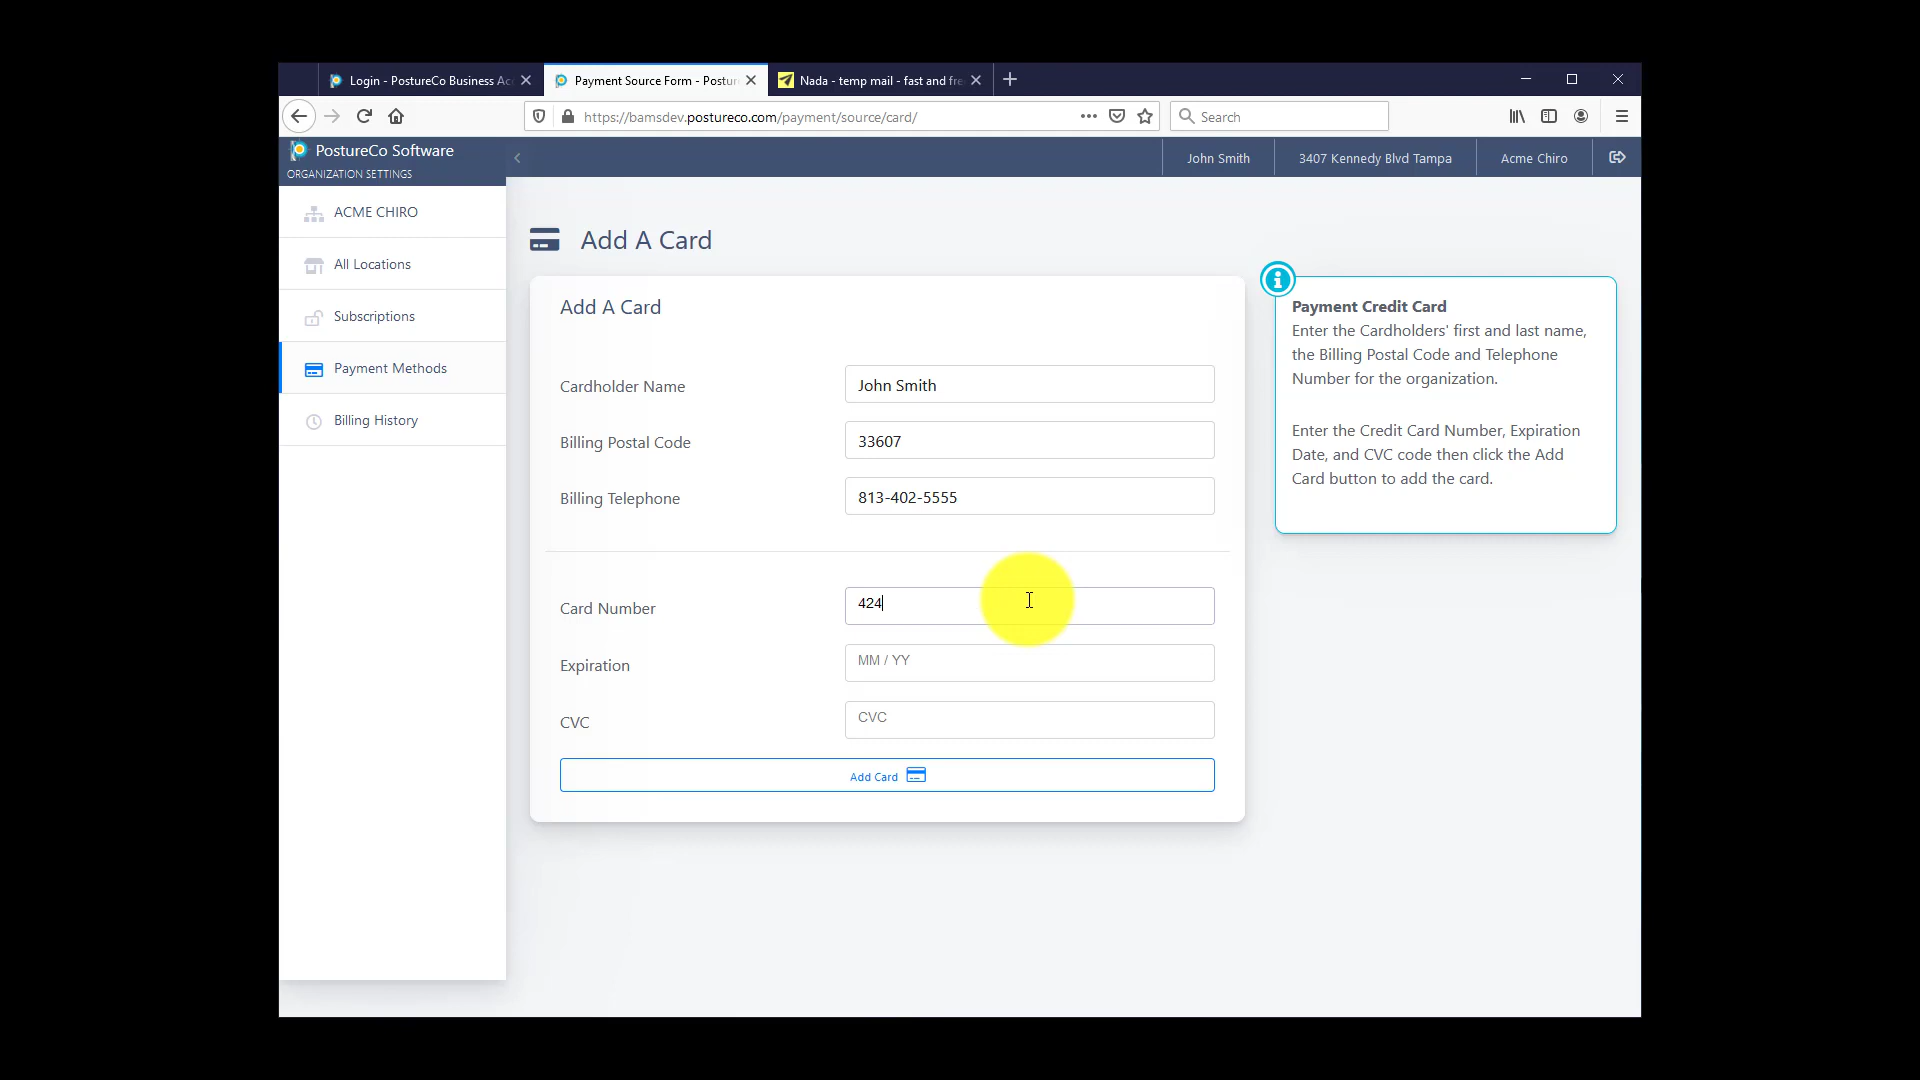 Login - PostureCo Business Ac
Payment Source Form - Postur
Nada - temp mail - fast and fre
https://bamsdev.postureco.com/payment/source/card/
Search
PostureCo Software
ORGANIZATION SETTINGS
John Smith
3407 Kennedy Blvd Tampa
Acme Chiro
ACME CHIRO
All Locations
Subscriptions
Payment Methods
Billing History
Add A Card
Add A Card
Cardholder Name
John Smith
Billing Postal Code
33607
Billing Telephone
813-402-5555
Card Number
424
Expiration
MM / YY
CVC
CVC
Add Card
Payment Credit Card
Enter the Cardholders' first and last name,
the Billing Postal Code and Telephone
Number for the organization.
Enter the Credit Card Number, Expiration
Date, and CVC code then click the Add
Card button to add the card.